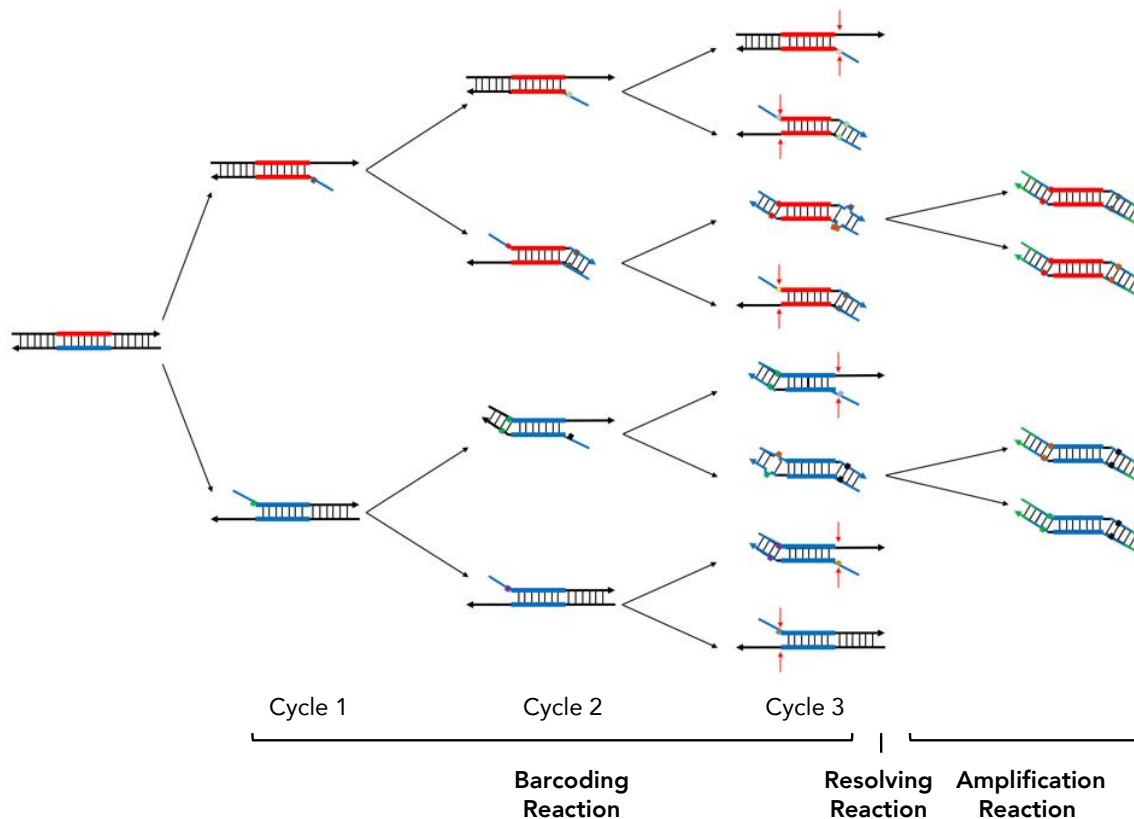 Cycle 1
Cycle 2
Cycle 3
Barcoding
Reaction
Resolving
Reaction
Amplification
Reaction